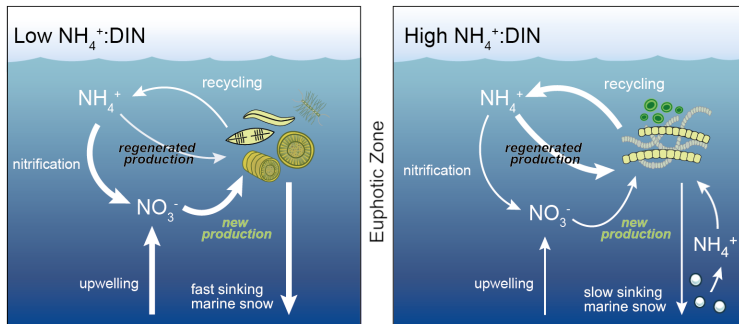 Low NH₄⁺:DIN
recycling
NH₄⁺
regenerated
production
nitrification
NO₃⁻
new
production
upwelling
fast sinking
marine snow
Euphotic Zone
High NH₄⁺:DIN
recycling
NH₄⁺
regenerated
production
nitrification
NO₃⁻
new
production
NH₄⁺
upwelling
slow sinking
marine snow